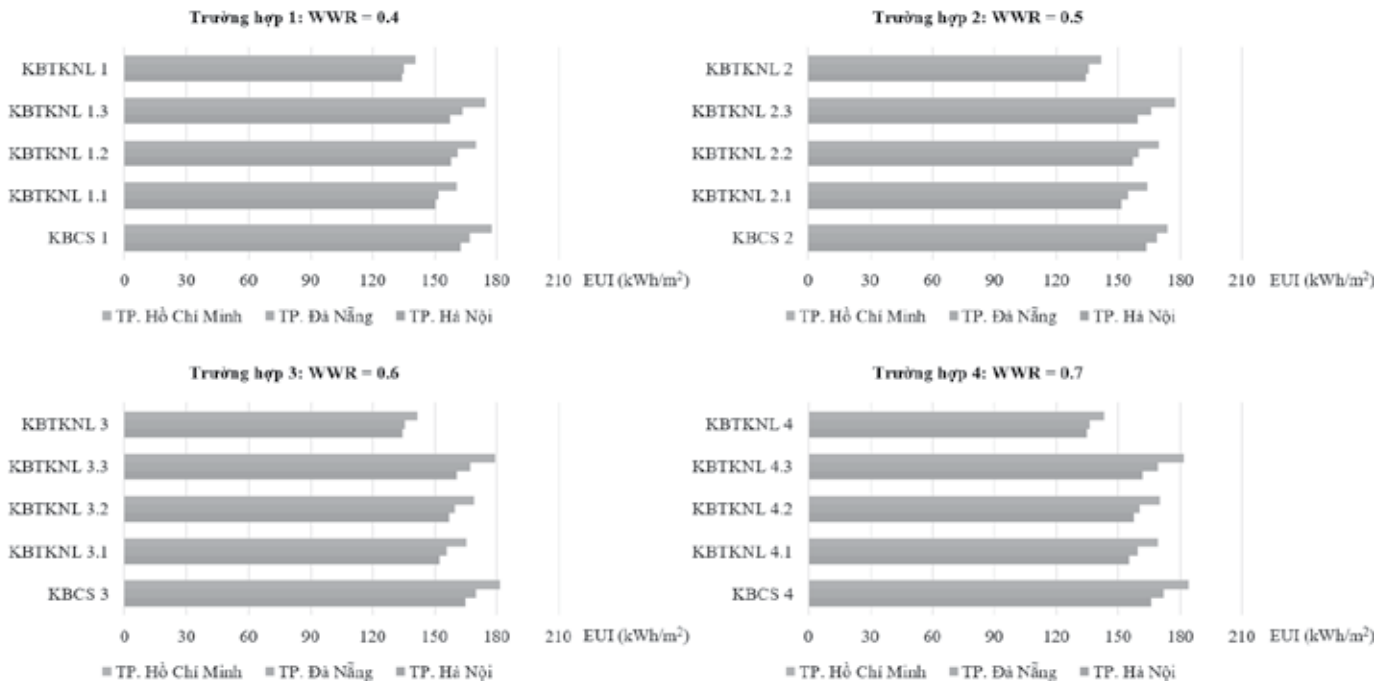 Trường hợp 1: WWR = 0.4
KBTKNL 1
KBTKNL 1.3
KBTKNL 1.2
KBTKNL 1.1
KBCS 1
0 30 60 90 120 150 180 210 EUI (kWh/m²)
TP. Hồ Chí Minh TP. Đà Nẵng TP. Hà Nội
Trường hợp 2: WWR = 0.5
KBTKNL 2
KBTKNL 2.3
KBTKNL 2.2
KBTKNL 2.1
KBCS 2
0 30 60 90 120 150 180 210 EUI (kWh/m²)
TP. Hồ Chí Minh TP. Đà Nẵng TP. Hà Nội
Trường hợp 3: WWR = 0.6
KBTKNL 3
KBTKNL 3.3
KBTKNL 3.2
KBTKNL 3.1
KBCS 3
0 30 60 90 120 150 180 210 EUI (kWh/m²)
TP. Hồ Chí Minh TP. Đà Nẵng TP. Hà Nội
Trường hợp 4: WWR = 0.7
KBTKNL 4
KBTKNL 4.3
KBTKNL 4.2
KBTKNL 4.1
KBCS 4
0 30 60 90 120 150 180 210 EUI (kWh/m²)
TP. Hồ Chí Minh TP. Đà Nẵng TP. Hà Nội